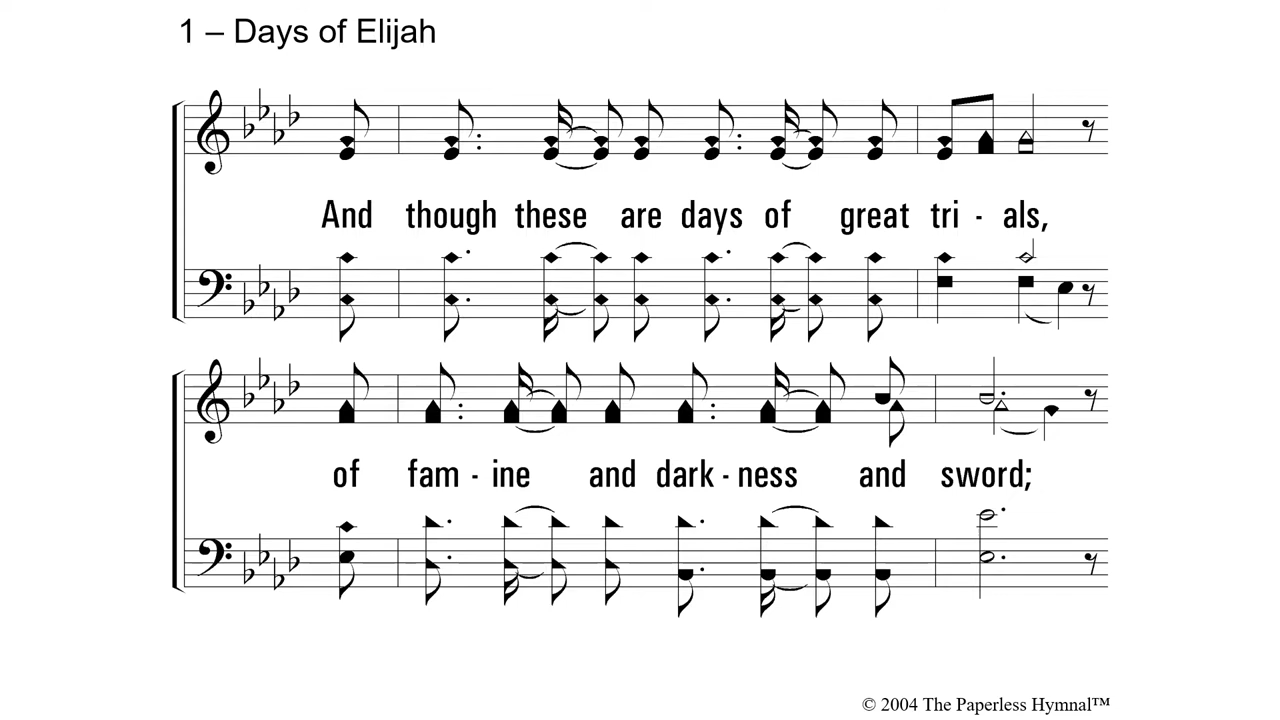 1 – Days of Elijah
And though these are days of great tri - als,
of fam - ine and dark - ness and sword;
© 2004 The Paperless Hymnal™